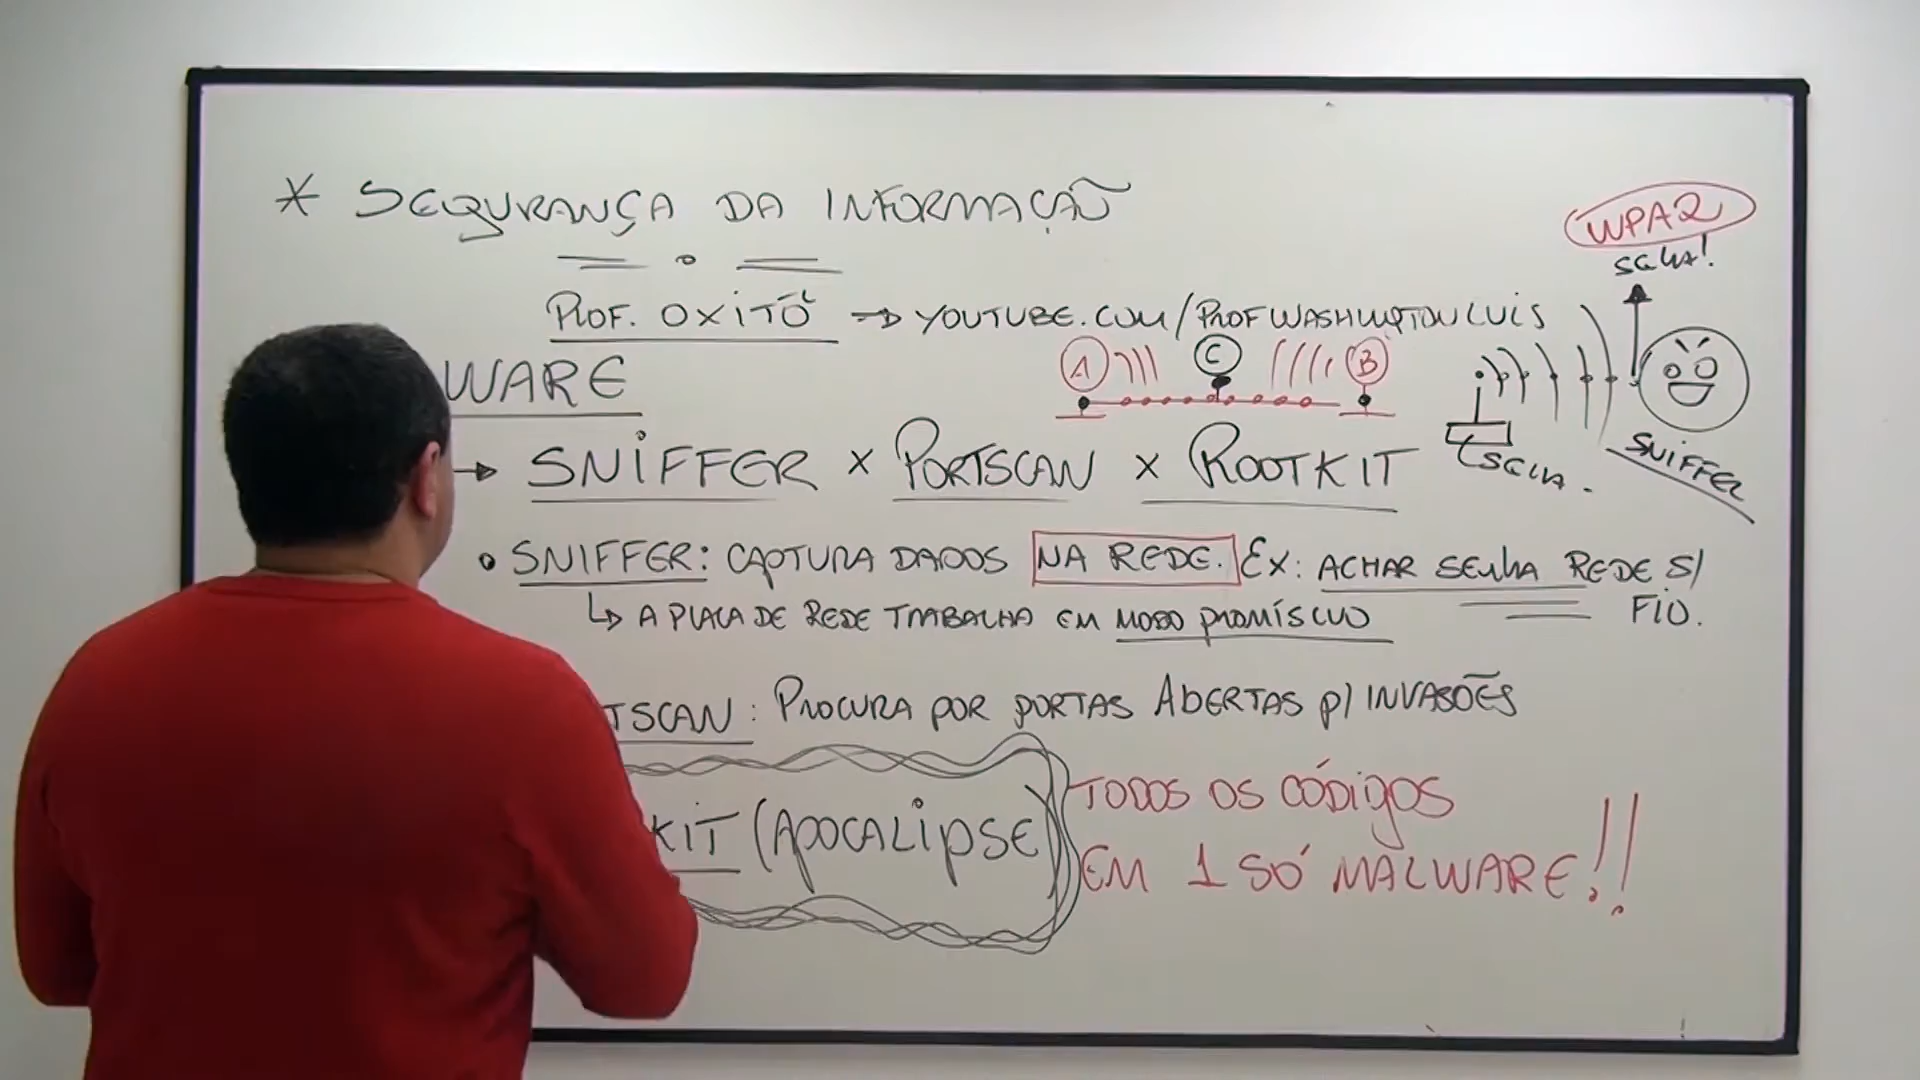 * SEGURANÇA DA INFORMAÇÃO
PROF. OXITÓ → YOUTUBE.COM/PROFWASHINGTONLUIS
WPA2
SENHA!
WARE
A C B
→ SNIFFER x PORTSCAN x ROOTKIT
SENHA.
SNIFFER
• SNIFFER: CAPTURA DADOS NA REDE. EX: ACHAR SENHA REDE S/
FIO.
↳ A PLACA DE REDE TRABALHA EM MODO PROMÍSCUO
TSCAN: PROCURA POR PORTAS ABERTAS P/ INVASÕES
KIT (APOCALIPSE) TODOS OS CÓDIGOS
EM 1 SÓ MALWARE!!